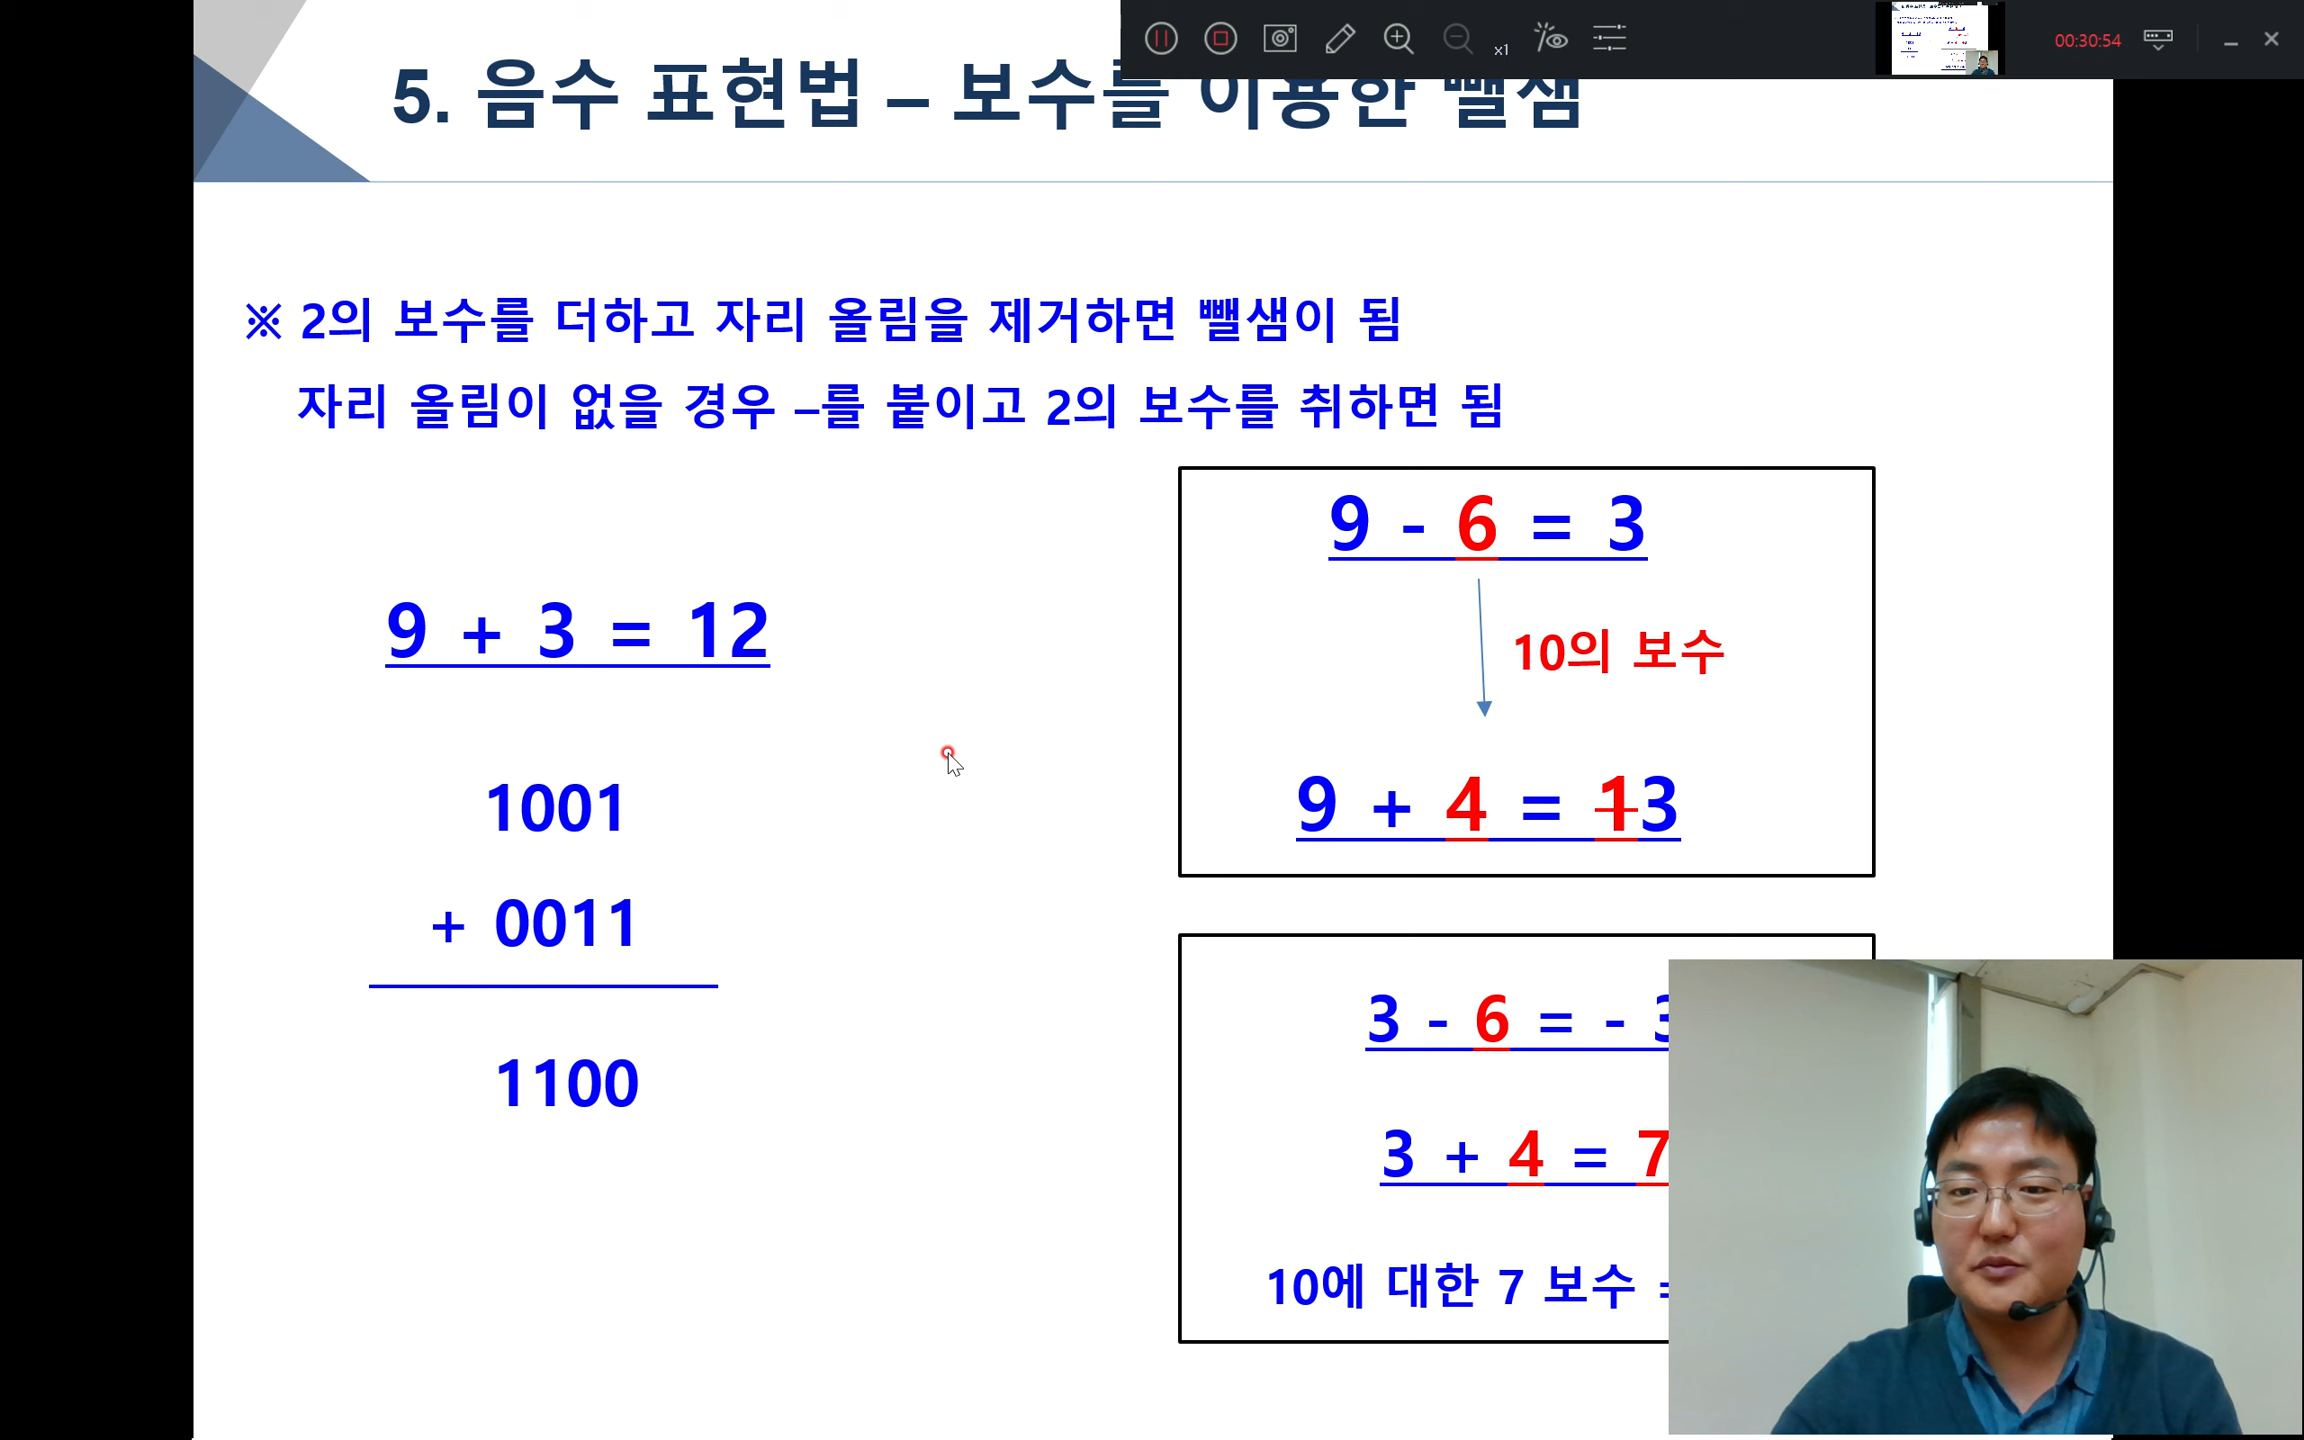 5. 음수 표현법 – 보수를 이용한 뺄셈
x1
00:30:54
※ 2의 보수를 더하고 자리 올림을 제거하면 뺄샘이 됨
자리 올림이 없을 경우 –를 붙이고 2의 보수를 취하면 됨
9 + 3 = 12
1001
+ 0011
1100
9 - 6 = 3
10의 보수
9 + 4 = 13
3 - 6 = - 3
3 + 4 = 7
10에 대한 7 보수 =